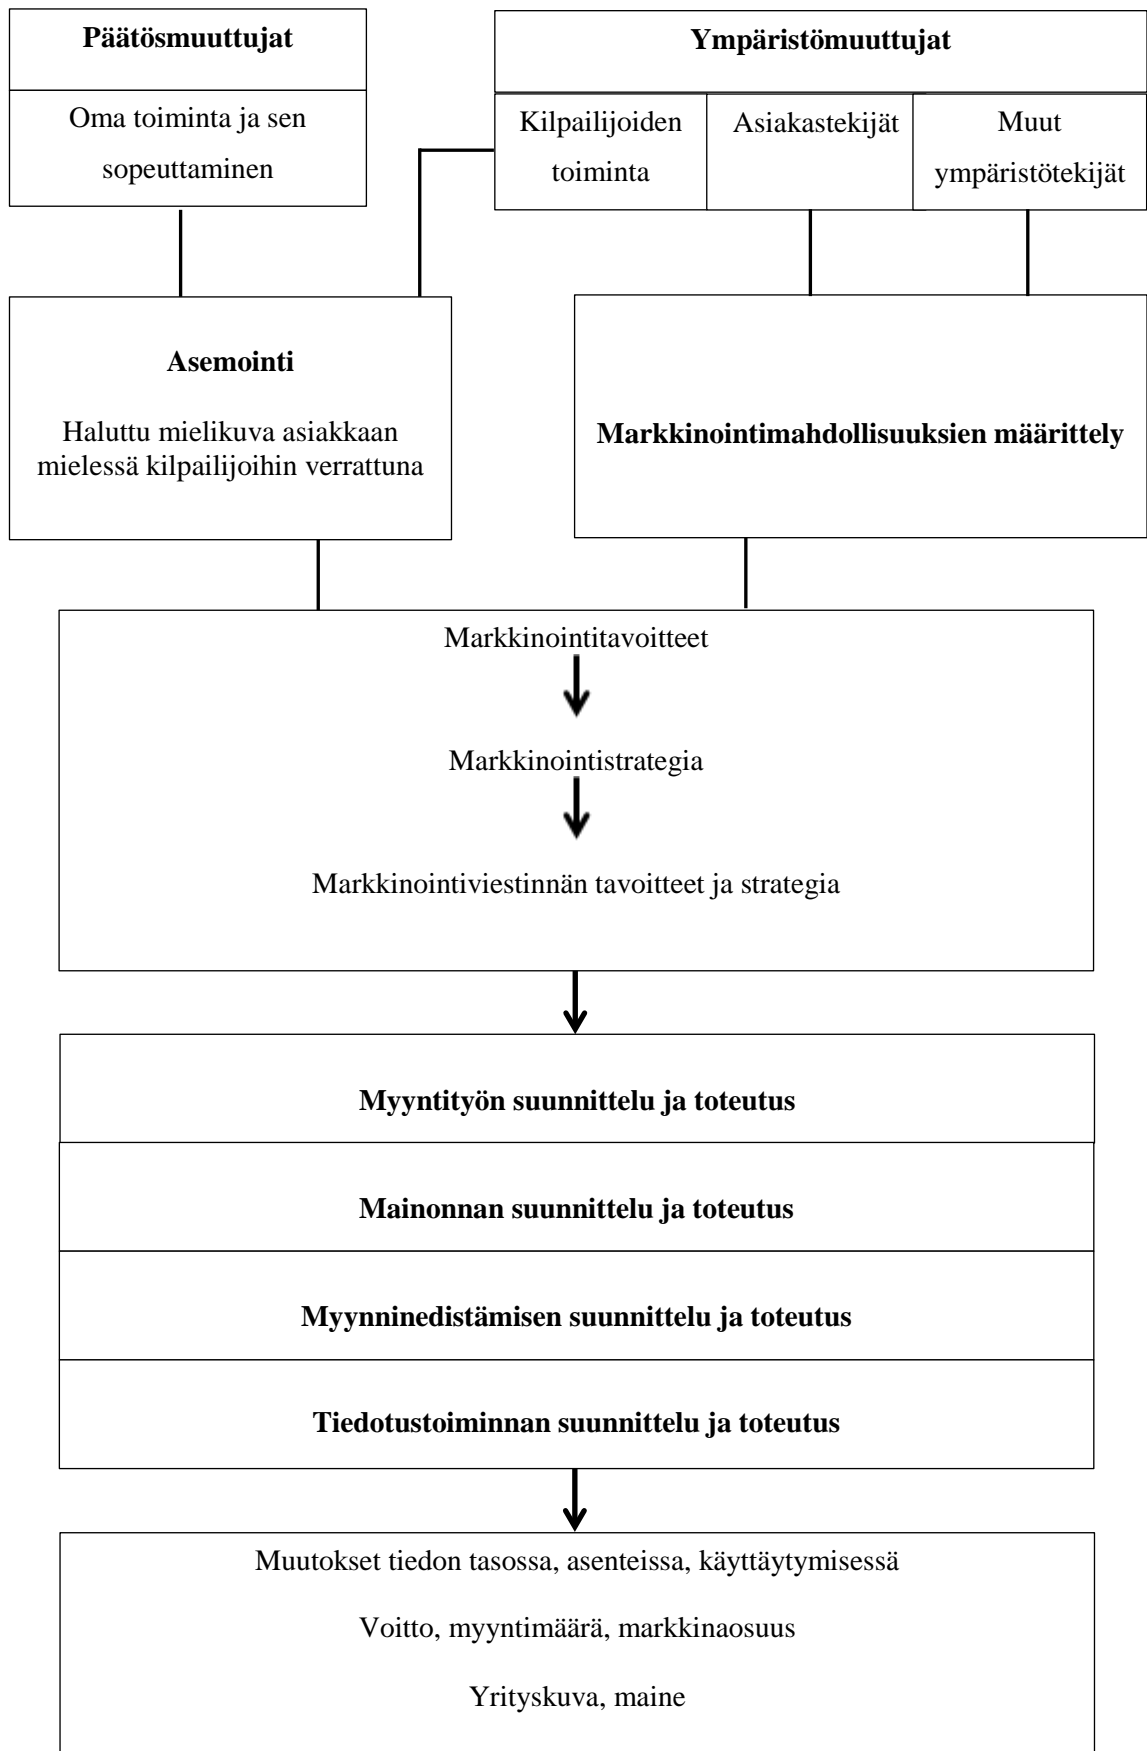 Päätösmuuttujat
Oma toiminta ja sen
sopeuttaminen
Ympäristömuuttujat
Kilpailijoiden
toiminta
Asiakastekijät
Muut
ympäristötekijät
Asemointi
Haluttu mielikuva asiakkaan
mielessä kilpailijoihin verrattuna
Markkinointimahdollisuuksien määrittely
Markkinointitavoitteet
Markkinointistrategia
Markkinointiviestinnän tavoitteet ja strategia
Myyntityön suunnittelu ja toteutus
Mainonnan suunnittelu ja toteutus
Myynninedistämisen suunnittelu ja toteutus
Tiedotustoiminnan suunnittelu ja toteutus
Muutokset tiedon tasossa, asenteissa, käyttäytymisessä
Voitto, myyntimäärä, markkinaosuus
Yrityskuva, maine